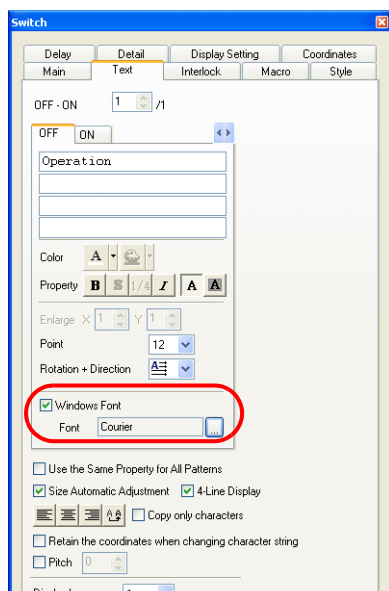 Switch
Delay Detail Display Setting Coordinates
Main Text Interlock Macro Style
OFF - ON 1 /1
OFF ON
Operation
Color A
Property B S 1/4 I A A
Enlarge X 1 Y 1
Point 12
Rotation + Direction A
Windows Font
Font Courier ...
Use the Same Property for All Patterns
Size Automatic Adjustment 4-Line Display
Copy only characters
Retain the coordinates when changing character string
Pitch 0